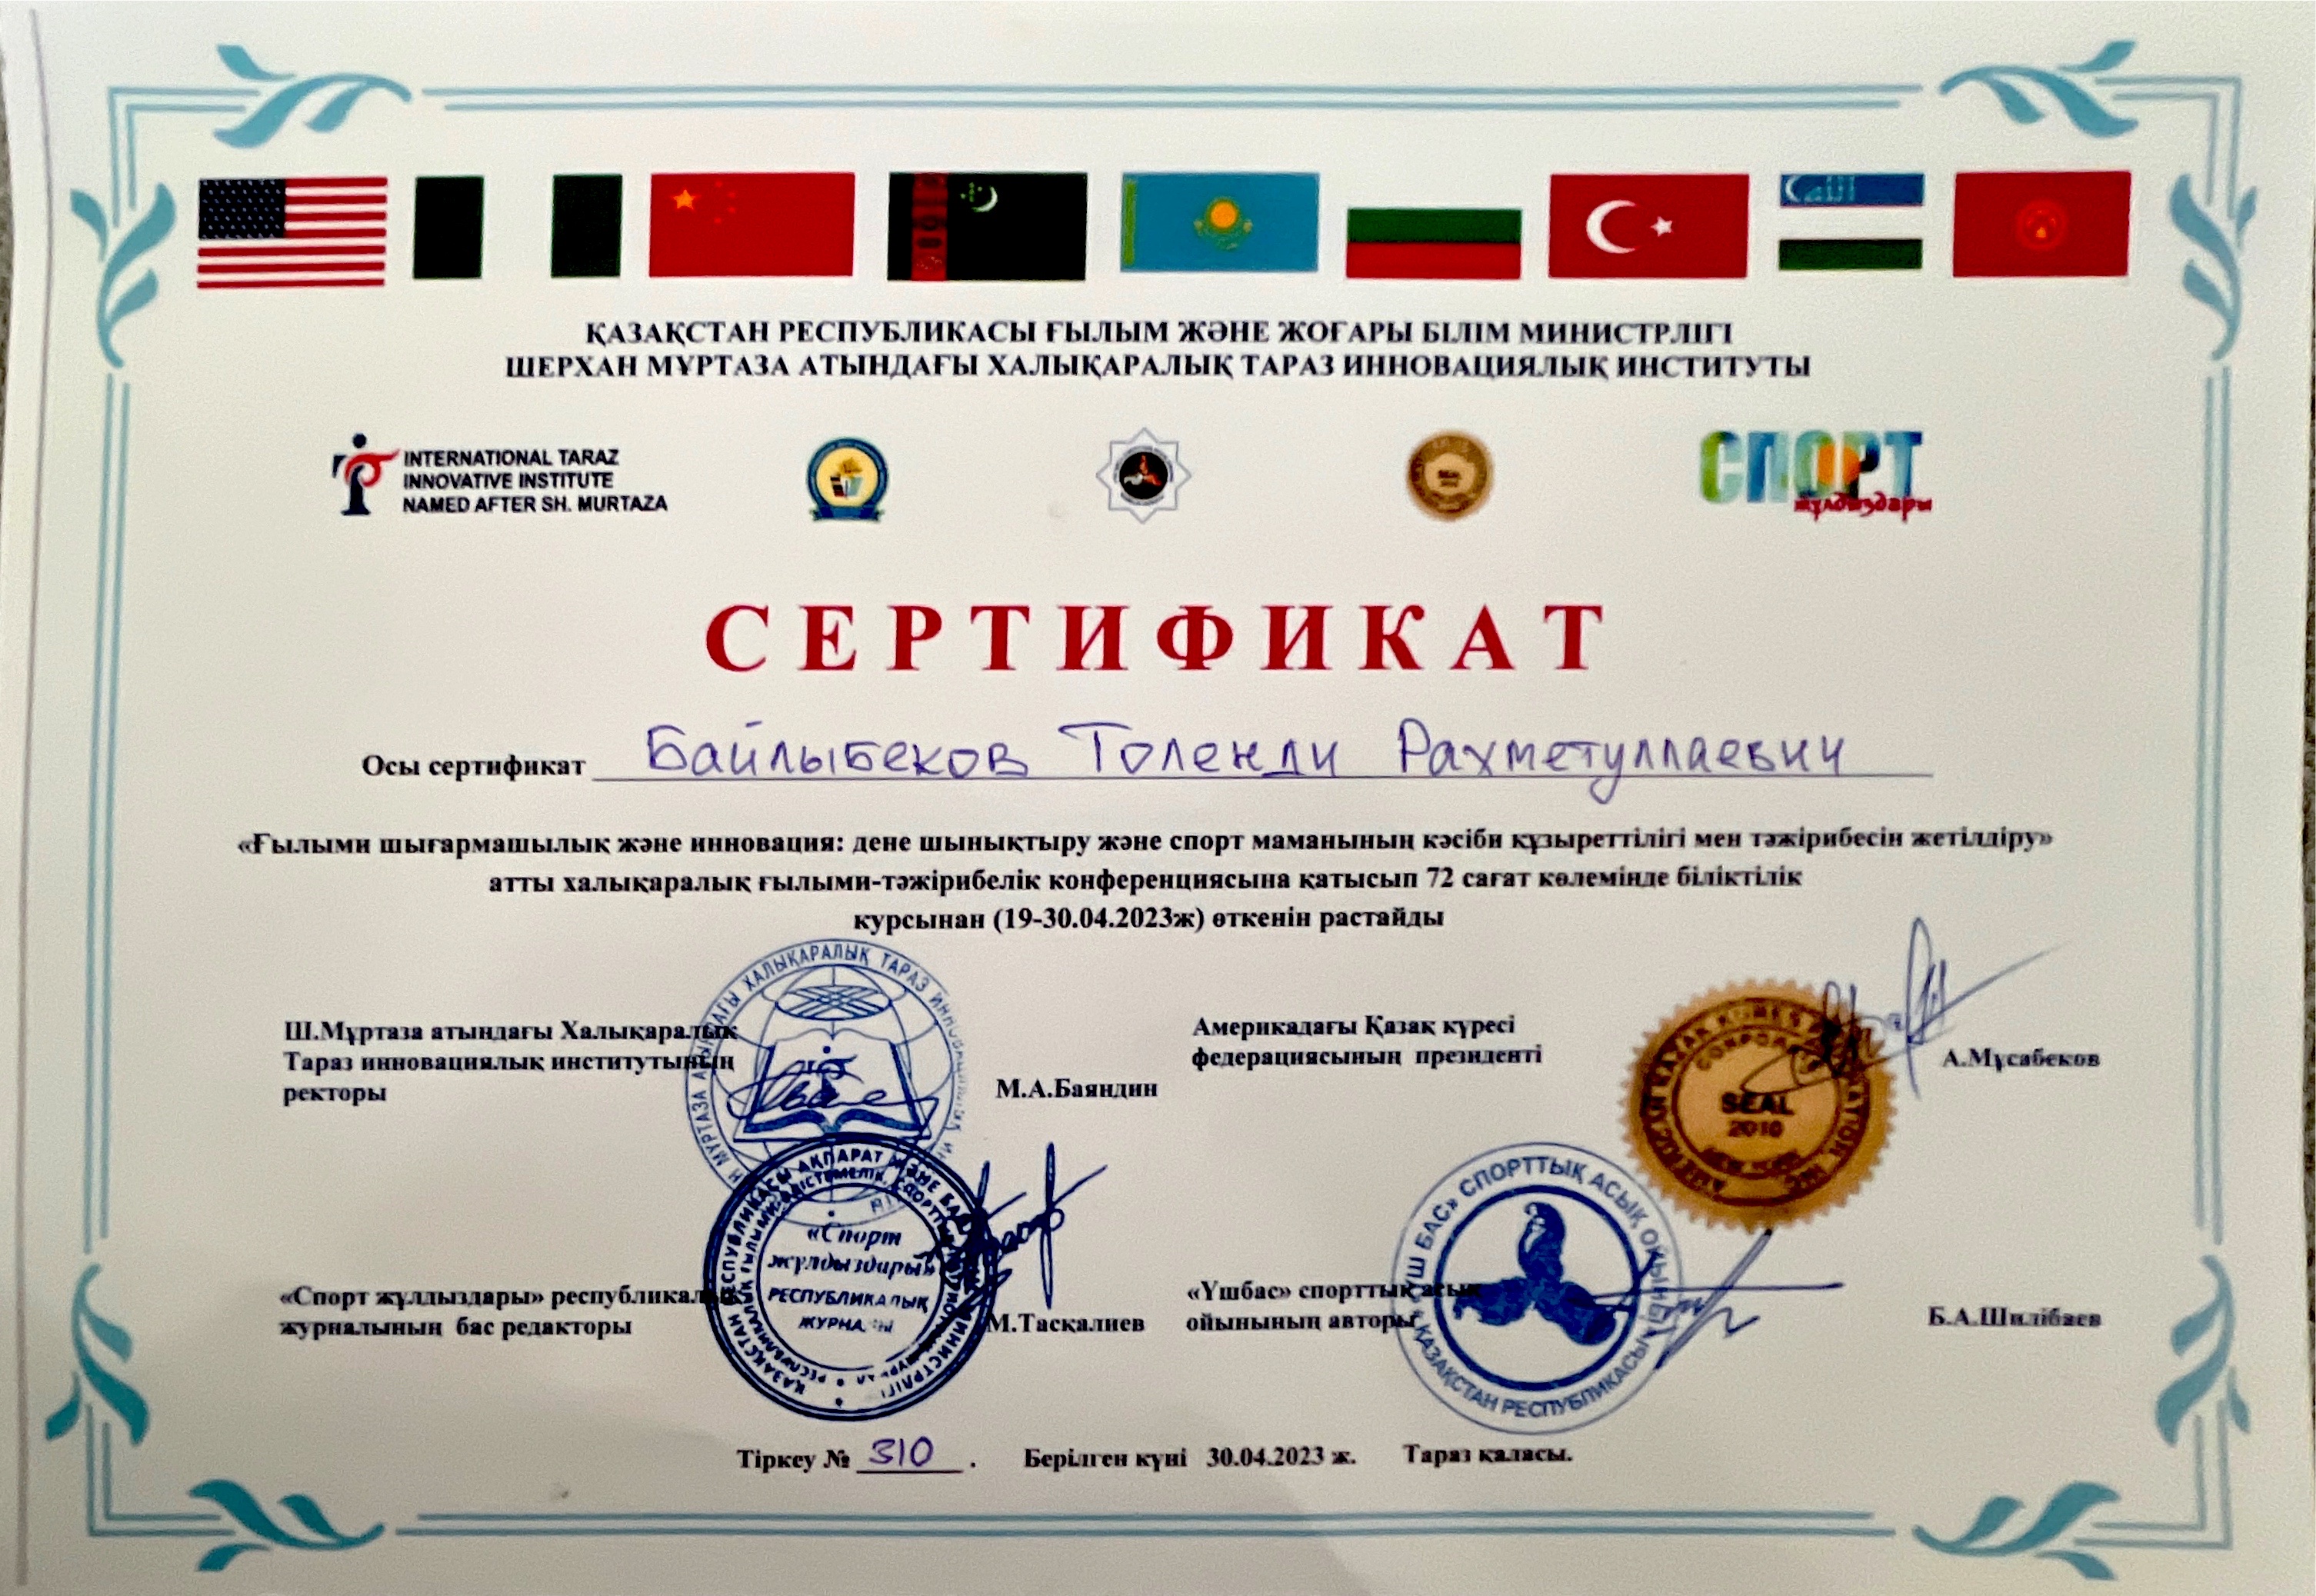 ҚАЗАҚСТАН РЕСПУБЛИКАСЫ ҒЫЛЫМ ЖӘНЕ ЖОҒАРЫ БІЛІМ МИНИСТРЛІГІ
ШЕРХАН МҰРТАЗА АТЫНДАҒЫ ХАЛЫҚАРАЛЫҚ ТАРАЗ ИННОВАЦИЯЛЫҚ ИНСТИТУТЫ
INTERNATIONAL TARAZ
INNOVATIVE INSTITUTE
NAMED AFTER SH. MURTAZA
СПОРТ
жұлдыздары
СЕРТИФИКАТ
Осы сертификат Байлыбеков Толенди Рахметуллаевич
«Ғылыми шығармашылық және инновация: дене шынықтыру және спорт маманының кәсіби құзыреттілігі мен тәжірибесін жетілдіру»
атты халықаралық ғылыми-тәжірибелік конференциясына қатысып 72 сағат көлемінде біліктілік
курсынан (19-30.04.2023ж) өткенін растайды
Ш.Мұртаза атындағы Халықаралық
Тараз инновациялық институтының
ректоры
М.А.Баяндин
Америкадағы Қазақ күресі
федерациясының президенті
А.Мұсабеков
SEAL
2010
«Спорт жұлдыздары» республикалық
журналының бас редакторы
М.Тасқалиев
«Спорт
жұлдыздары»
РЕСПУБЛИКАЛЫҚ
ЖУРНАЛЫ
«Үшбас» спорттық асық
ойынының авторы
Б.А.Шилібаев
ҮШ БАС» СПОРТТЫҚ АСЫҚ ОЙЫНЫ
ҚАЗАҚСТАН РЕСПУБЛИКАСЫ
Тіркеу № 310 . Берілген күні 30.04.2023 ж. Тараз қаласы.